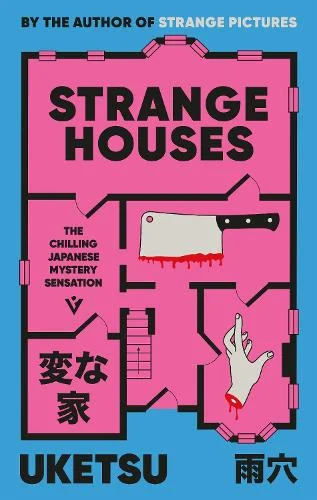 BY THE AUTHOR OF STRANGE PICTURES
STRANGE
HOUSES
THE
CHILLING
JAPANESE
MYSTERY
SENSATION
変な
家
UKETSU 雨穴